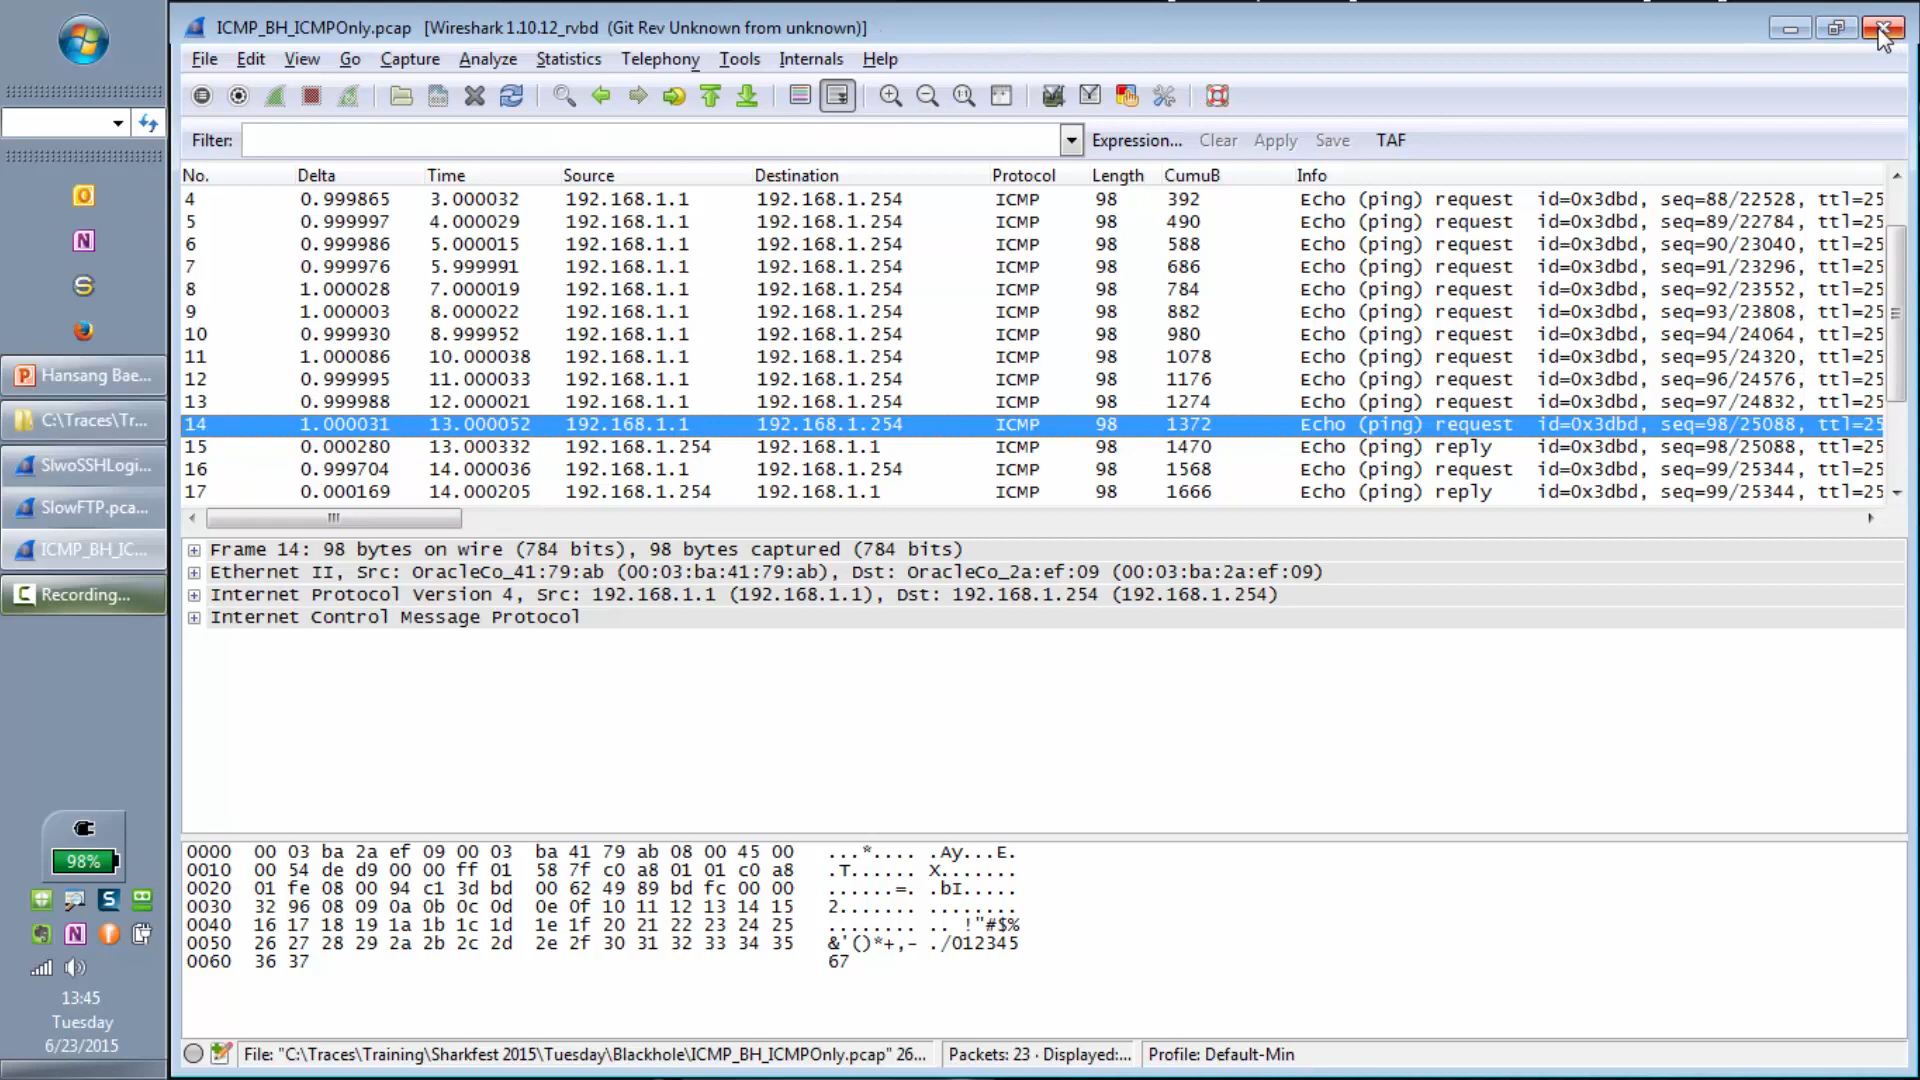 ICMP_BH_ICMPOnly.pcap [Wireshark 1.10.12_rvbd (Git Rev Unknown from unknown)]
File Edit View Go Capture Analyze Statistics Telephony Tools Internals Help
Filter: Expression... Clear Apply Save TAF
No. Delta Time Source Destination Protocol Length CumuB Info
4 0.999865 3.000032 192.168.1.1 192.168.1.254 ICMP 98 392 Echo (ping) request id=0x3dbd, seq=88/22528, ttl=25
5 0.999997 4.000029 192.168.1.1 192.168.1.254 ICMP 98 490 Echo (ping) request id=0x3dbd, seq=89/22784, ttl=25
6 0.999986 5.000015 192.168.1.1 192.168.1.254 ICMP 98 588 Echo (ping) request id=0x3dbd, seq=90/23040, ttl=25
7 0.999976 5.999991 192.168.1.1 192.168.1.254 ICMP 98 686 Echo (ping) request id=0x3dbd, seq=91/23296, ttl=25
8 1.000028 7.000019 192.168.1.1 192.168.1.254 ICMP 98 784 Echo (ping) request id=0x3dbd, seq=92/23552, ttl=25
9 1.000003 8.000022 192.168.1.1 192.168.1.254 ICMP 98 882 Echo (ping) request id=0x3dbd, seq=93/23808, ttl=25
10 0.999930 8.999952 192.168.1.1 192.168.1.254 ICMP 98 980 Echo (ping) request id=0x3dbd, seq=94/24064, ttl=25
11 1.000086 10.000038 192.168.1.1 192.168.1.254 ICMP 98 1078 Echo (ping) request id=0x3dbd, seq=95/24320, ttl=25
12 0.999995 11.000033 192.168.1.1 192.168.1.254 ICMP 98 1176 Echo (ping) request id=0x3dbd, seq=96/24576, ttl=25
13 0.999988 12.000021 192.168.1.1 192.168.1.254 ICMP 98 1274 Echo (ping) request id=0x3dbd, seq=97/24832, ttl=25
14 1.000031 13.000052 192.168.1.1 192.168.1.254 ICMP 98 1372 Echo (ping) request id=0x3dbd, seq=98/25088, ttl=25
15 0.000280 13.000332 192.168.1.254 192.168.1.1 ICMP 98 1470 Echo (ping) reply id=0x3dbd, seq=98/25088, ttl=25
16 0.999704 14.000036 192.168.1.1 192.168.1.254 ICMP 98 1568 Echo (ping) request id=0x3dbd, seq=99/25344, ttl=25
17 0.000169 14.000205 192.168.1.254 192.168.1.1 ICMP 98 1666 Echo (ping) reply id=0x3dbd, seq=99/25344, ttl=25
Frame 14: 98 bytes on wire (784 bits), 98 bytes captured (784 bits)
Ethernet II, Src: OracleCo_41:79:ab (00:03:ba:41:79:ab), Dst: OracleCo_2a:ef:09 (00:03:ba:2a:ef:09)
Internet Protocol Version 4, Src: 192.168.1.1 (192.168.1.1), Dst: 192.168.1.254 (192.168.1.254)
Internet Control Message Protocol
0000 00 03 ba 2a ef 09 00 03 ba 41 79 ab 08 00 45 00 ...*.... .Ay...E.
0010 00 54 de d9 00 00 ff 01 58 7f c0 a8 01 01 c0 a8 .T...... X.......
0020 01 fe 08 00 94 c1 3d bd 00 62 49 89 bd fc 00 00 ......=. .bI.....
0030 32 96 08 09 0a 0b 0c 0d 0e 0f 10 11 12 13 14 15 2....... ........
0040 16 17 18 19 1a 1b 1c 1d 1e 1f 20 21 22 23 24 25 ........ .. !"#$%
0050 26 27 28 29 2a 2b 2c 2d 2e 2f 30 31 32 33 34 35 &'()*+,- ./012345
0060 36 37 67
File: "C:\Traces\Training\Sharkfest 2015\Tuesday\Blackhole\ICMP_BH_ICMPOnly.pcap" 26... Packets: 23 · Displayed:... Profile: Default-Min
Hansang Bae...
C:\Traces\Tr...
SlwoSSHLogi...
SlowFTP.pca...
ICMP_BH_IC...
Recording...
98%
13:45
Tuesday
6/23/2015